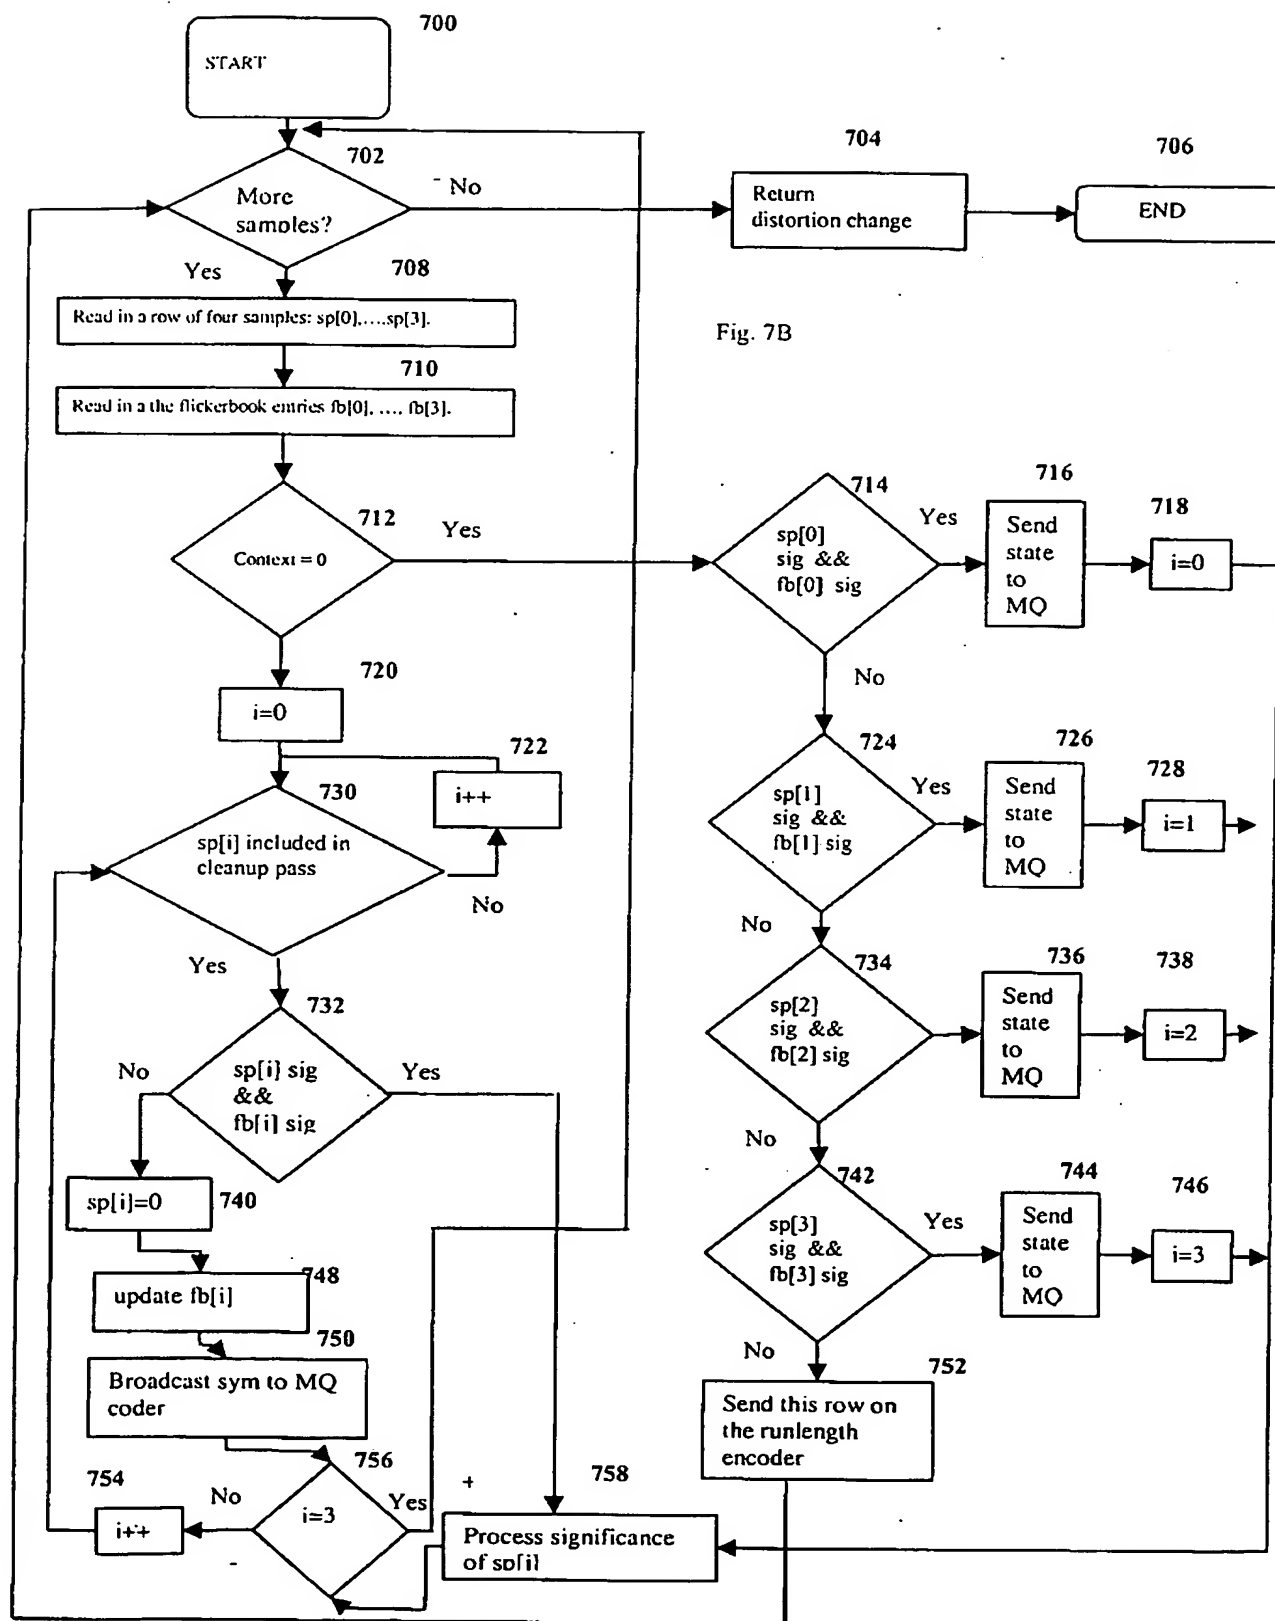 700
START
702
More
samples?
No
704
Return
distortion change
706
END
Yes
708
Read in a row of four samples: sp[0],....sp[3].
Fig. 7B
710
Read in a the flickerbook entries fb[0], ...., fb[3].
712
Context = 0
Yes
714
sp[0]
sig &&
fb[0] sig
Yes
716
Send
state
to
MQ
718
i=0
No
720
i=0
722
i++
730
sp[i] included in
cleanup pass
No
Yes
724
sp[1]
sig &&
fb[1] sig
Yes
726
Send
state
to
MQ
728
i=1
No
732
sp[i] sig
&&
fb[i] sig
No
Yes
734
sp[2]
sig &&
fb[2] sig
736
Send
state
to
MQ
738
i=2
No
740
sp[i]=0
742
sp[3]
sig &&
fb[3] sig
Yes
744
Send
state
to
MQ
746
i=3
No
748
update fb[i]
750
Broadcast sym to MQ
coder
752
Send this row on
the runlength
encoder
754
i++
No
756
i=3
Yes
+
758
Process significance
of sp[i]